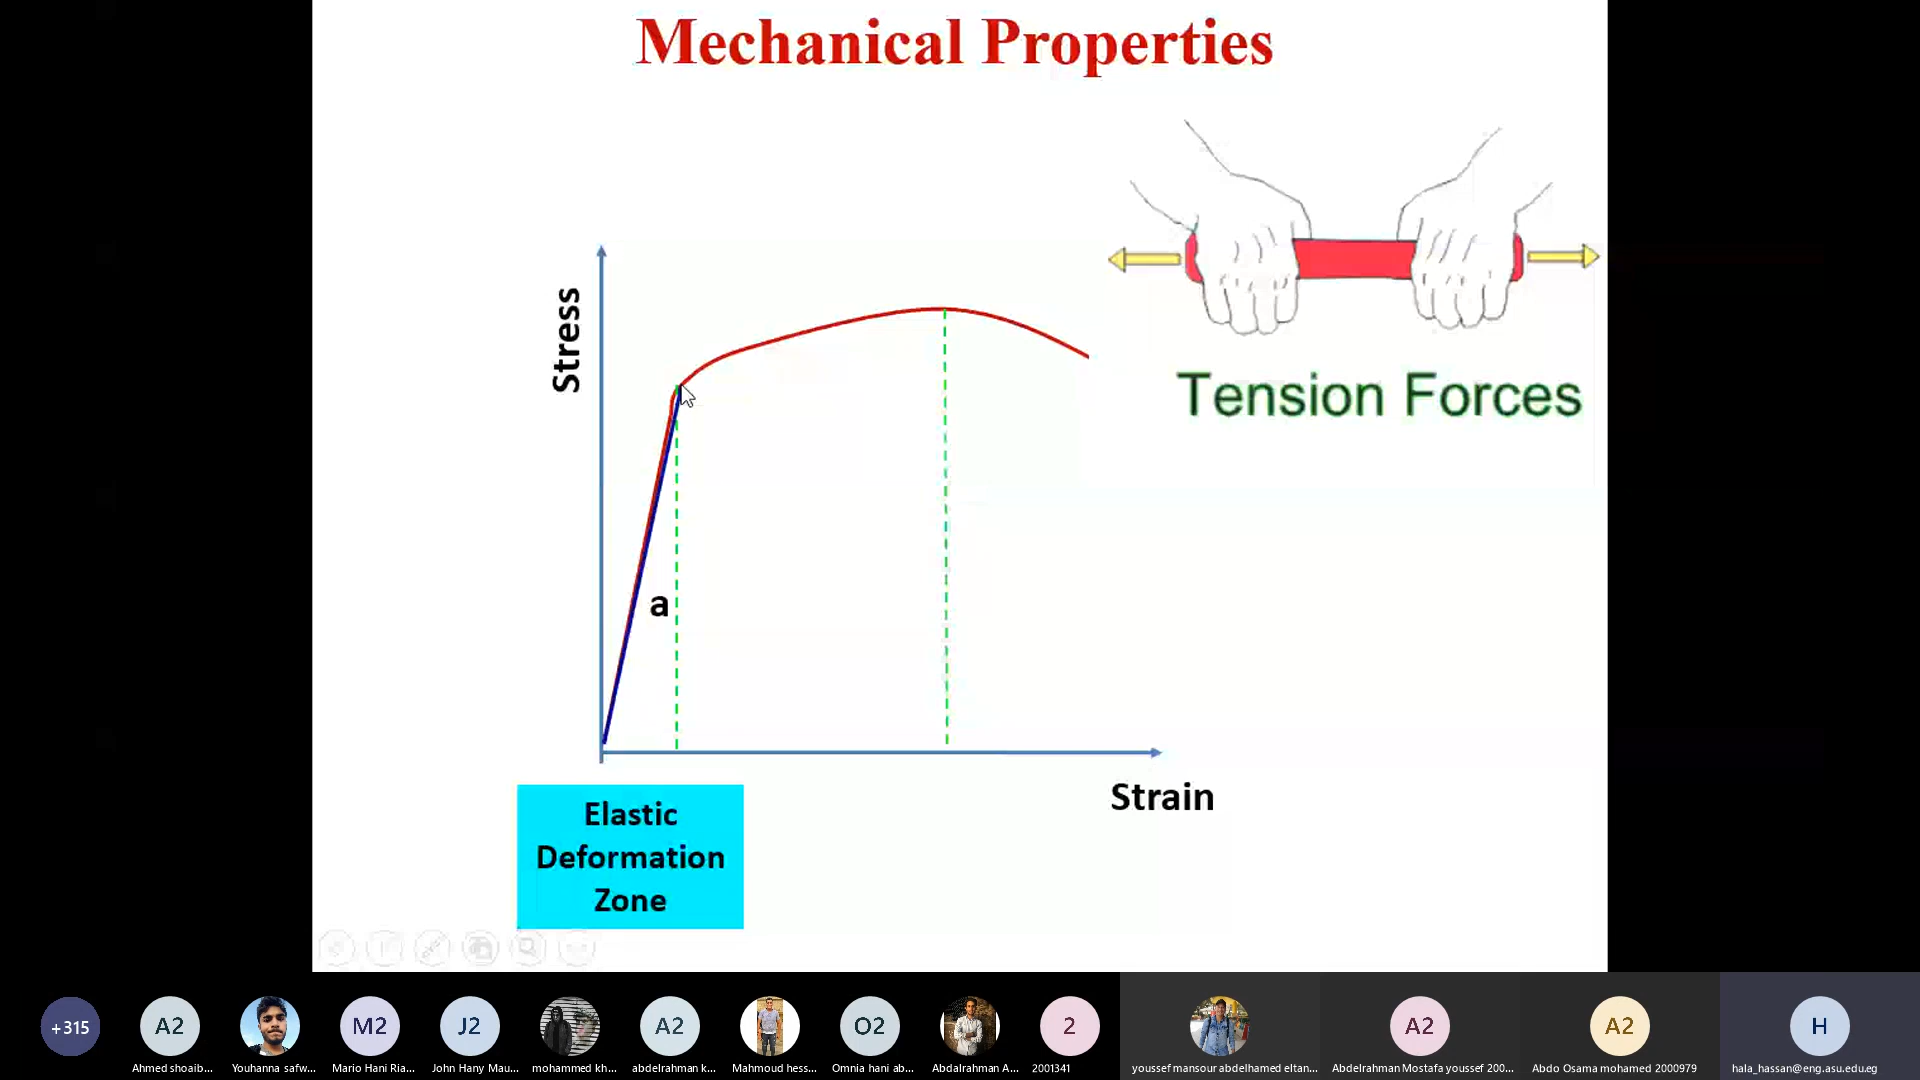 Mechanical Properties
Stress
Tension Forces
a
Strain
Elastic
Deformation
Zone
+315
A2
M2
J2
A2
O2
2
A2
A2
H
Ahmed shoaib...
Youhanna safw...
Mario Hani Ria...
John Hany Mau...
mohammed kh...
abdelrahman k...
Mahmoud hess...
Omnia hani ab...
Abdalrahman A...
2001341
youssef mansour abdelhamed eltan...
Abdelrahman Mostafa youssef 200...
Abdo Osama mohamed 2000979
hala_hassan@eng.asu.edu.eg